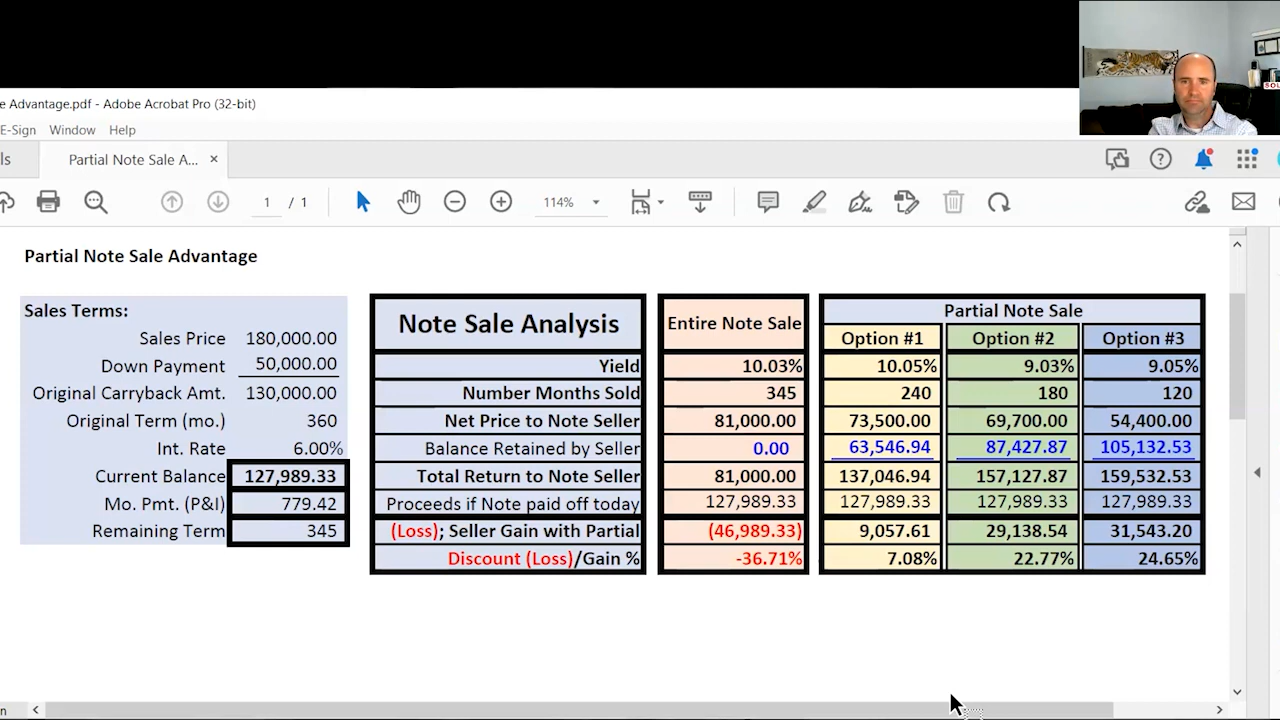 e Advantage.pdf - Adobe Acrobat Pro (32-bit)
E-Sign Window Help
ls Partial Note Sale A... ×
1 / 1 114%
Partial Note Sale Advantage
Sales Terms:
Sales Price 180,000.00
Down Payment 50,000.00
Original Carryback Amt. 130,000.00
Original Term (mo.) 360
Int. Rate 6.00%
Current Balance 127,989.33
Mo. Pmt. (P&I) 779.42
Remaining Term 345
Note Sale Analysis Entire Note Sale Partial Note Sale
Option #1 Option #2 Option #3
Yield 10.03% 10.05% 9.03% 9.05%
Number Months Sold 345 240 180 120
Net Price to Note Seller 81,000.00 73,500.00 69,700.00 54,400.00
Balance Retained by Seller 0.00 63,546.94 87,427.87 105,132.53
Total Return to Note Seller 81,000.00 137,046.94 157,127.87 159,532.53
Proceeds if Note paid off today 127,989.33 127,989.33 127,989.33 127,989.33
(Loss); Seller Gain with Partial (46,989.33) 9,057.61 29,138.54 31,543.20
Discount (Loss)/Gain % -36.71% 7.08% 22.77% 24.65%